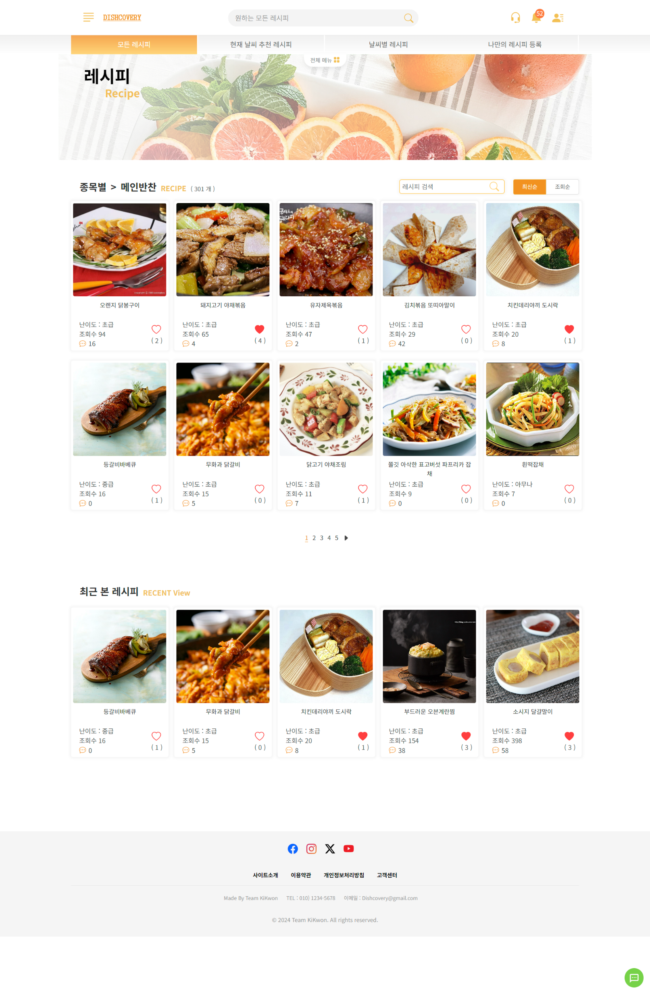 DISHCOVERY
원하는 모든 레시피
52
모든 레시피
현재 날씨 추천 레시피
날씨별 레시피
나만의 레시피 등록
전체 메뉴
레시피
Recipe
종목별 > 메인반찬 RECIPE ( 301 개 )
레시피 검색
최신순
조회순
오렌지 닭봉구이
난이도 : 초급
조회수 94
16
( 2 )
돼지고기 야채볶음
난이도 : 초급
조회수 65
4
( 4 )
유자제육볶음
난이도 : 초급
조회수 47
2
( 1 )
김치볶음 또띠아말이
난이도 : 초급
조회수 29
42
( 0 )
치킨데리야끼 도시락
난이도 : 초급
조회수 20
8
( 1 )
등갈비바베큐
난이도 : 중급
조회수 16
0
( 1 )
무화과 닭갈비
난이도 : 초급
조회수 15
5
( 0 )
닭고기 야채조림
난이도 : 초급
조회수 11
7
( 1 )
쫄깃 아삭한 표고버섯 파프리카 잡
채
난이도 : 초급
조회수 9
0
( 0 )
흰떡잡채
난이도 : 아무나
조회수 7
0
( 0 )
1 2 3 4 5
최근 본 레시피 RECENT View
등갈비바베큐
난이도 : 중급
조회수 16
0
( 1 )
무화과 닭갈비
난이도 : 초급
조회수 15
5
( 0 )
치킨데리야끼 도시락
난이도 : 초급
조회수 20
8
( 1 )
부드러운 오븐계란찜
난이도 : 초급
조회수 154
38
( 3 )
소시지 달걀말이
난이도 : 초급
조회수 398
58
( 3 )
사이트소개 이용약관 개인정보처리방침 고객센터
Made By Team KiKwon TEL : 010) 1234-5678 이메일 : Dishcovery@gmail.com
© 2024 Team KiKwon. All rights reserved.